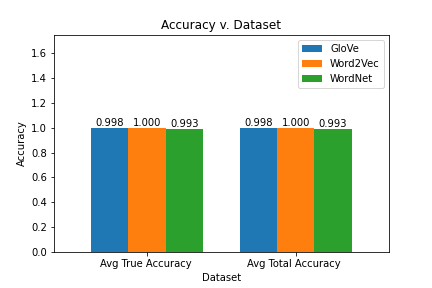 Accuracy v. Dataset
GloVe
Word2Vec
WordNet
1.6
1.4
1.2
1.0
0.8
0.6
0.4
0.2
0.0
Accuracy
0.998 1.000 0.993
0.998 1.000 0.993
Avg True Accuracy
Avg Total Accuracy
Dataset